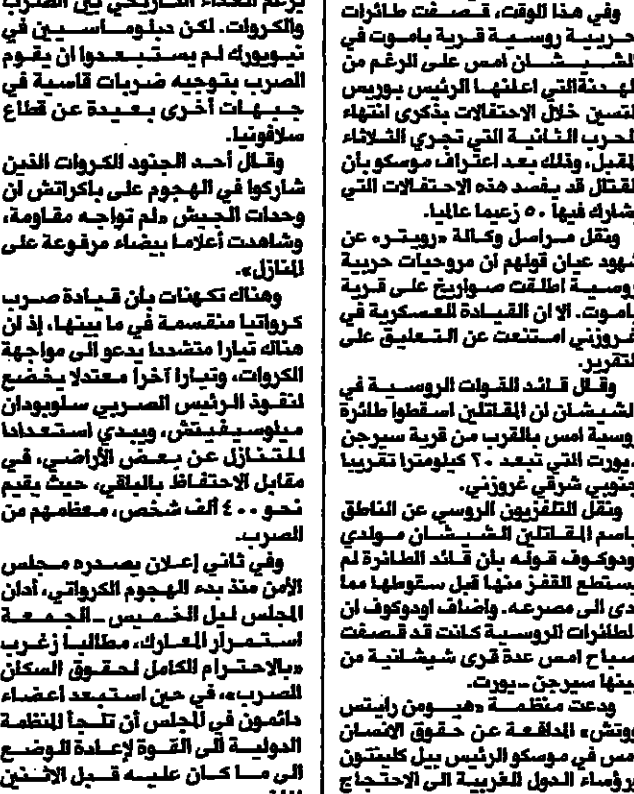 وفي هذا الوقت، قصفت طائرات
حربية روسية قرية باموت في
الشيشان امس على الرغم من
الهدنة التي اعلنها الرئيس بوريس
يلتسن خلال الاحتفالات بذكرى انتهاء
الحرب الثانية التي تجري الثلاثاء
المقبل، وذلك بعد اعتراف موسكو بأن
القتال قد يفسد هذه الاحتفالات التي
يشارك فيها ٥٠ زعيما عالميا.
ونقل مراسل وكالة «رويتر» عن
شهود عيان قولهم ان مروحيات حربية
روسية اطلقت صواريخ على قرية
باموت. الا ان القيادة العسكرية في
غروزني امتنعت عن التعليق على
التقرير.
وقال قائد القوات الروسية في
الشيشان ان المقاتلين اسقطوا طائرة
روسية امس بالقرب من قرية سيرجن
يورت التي تبعد ٢٠ كيلومترا تقريبا
جنوبي شرقي غروزني.
ونقل التلفزيون الروسي عن الناطق
باسم المقاتلين الشيشان مولدي
اودوكوف قوله بأن قائد الطائرة لم
يستطع القفز منها قبل سقوطها مما
ادى الى مصرعه. واضاف اودوكوف ان
الطائرات الروسية كانت قد قصفت
صباح امس عدة قرى شيشانية من
بينها سيرجن ـ يورت.
ودعت منظمة «هيومن رايتس
ووتش» المدافعة عن حقوق الانسان
امس في موسكو الرئيس بيل كلينتون
ورؤساء الدول الغربية الى الاحتجاج
برغم العداء التاريخي بين الصرب
والكروات. لكن دبلوماسيين في
نيويورك لم يستبعدوا ان يقوم
الصرب بتوجيه ضربات قاسية في
جبهات أخرى بعيدة عن قطاع
سلافونيا.
وقال أحد الجنود الكروات الذين
شاركوا في الهجوم على باكراتش ان
وحدات الجيش «لم تواجه مقاومة،
وشاهدت أعلاما بيضاء مرفوعة على
المنازل».
وهناك تكهنات بأن قيادة صرب
كرواتيا منقسمة في ما بينها، إذ ان
هناك تيارا متشددا يدعو الى مواجهة
الكروات، وتيارا آخرا معتدلا يخضع
لنفوذ الرئيس الصربي سلوبودان
ميلوسيفيتش، ويبدي استعدادا
للتنازل عن بعض الأراضي، في
مقابل الاحتفاظ بالباقي، حيث يقيم
نحو ٤٠٠ ألف شخص، معظمهم من
الصرب.
وفي ثاني إعلان يصدره مجلس
الأمن منذ بدء الهجوم الكرواتي، أدان
المجلس ليل الخميس ـ الجمعة
استمرار المعارك، مطالبا زغرب
«بالاحترام الكامل لحقوق السكان
الصرب»، في حين استبعد أعضاء
دائمون في المجلس أن تلجأ المنظمة
الدولية الى القوة لإعادة الوضع
الى ما كان عليه قبل الاثنين